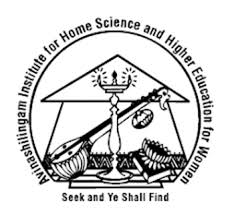 Avinashilingam Institute for Home Science and Higher Education for Women
Seek and Ye Shall Find